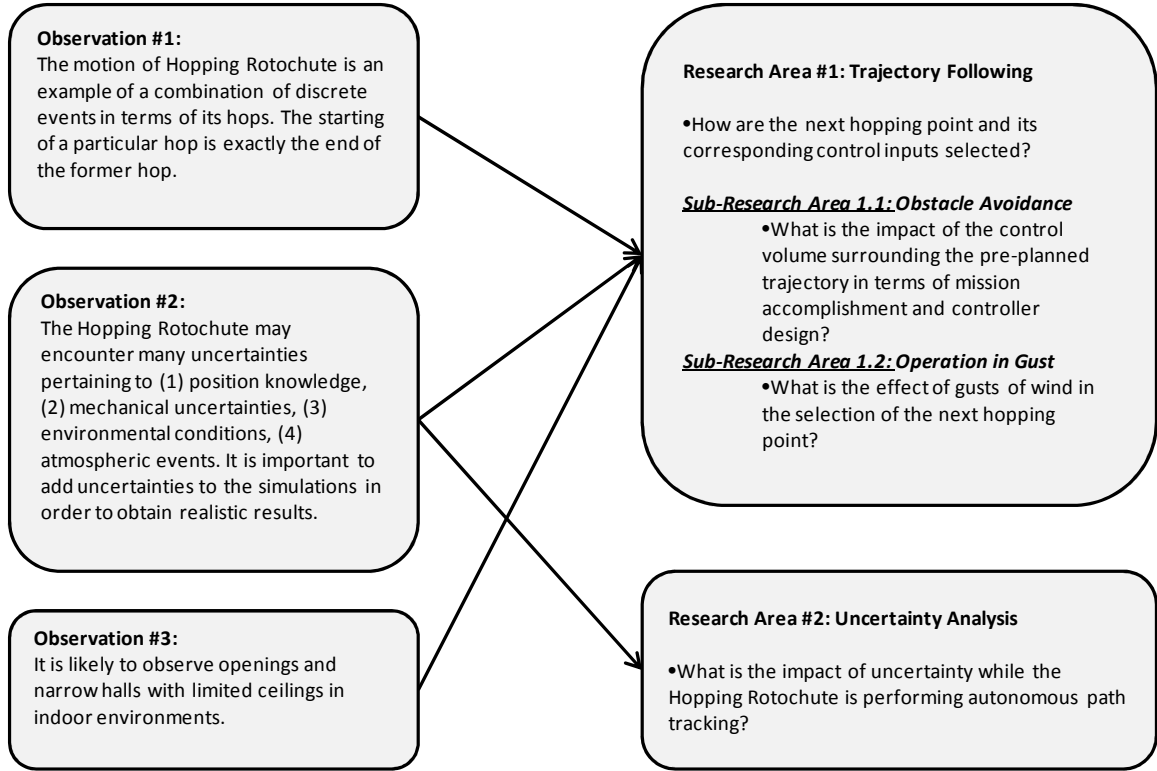 Observation #1:
The motion of Hopping Rotochute is an
example of a combination of discrete
events in terms of its hops. The starting
of a particular hop is exactly the end of
the former hop.
Observation #2:
The Hopping Rotochute may
encounter many uncertainties
pertaining to (1) position knowledge,
(2) mechanical uncertainties, (3)
environmental conditions, (4)
atmospheric events. It is important to
add uncertainties to the simulations in
order to obtain realistic results.
Observation #3:
It is likely to observe openings and
narrow halls with limited ceilings in
indoor environments.
Research Area #1: Trajectory Following
•How are the next hopping point and its
corresponding control inputs selected?
Sub-Research Area 1.1: Obstacle Avoidance
•What is the impact of the control
volume surrounding the pre-planned
trajectory in terms of mission
accomplishment and controller
design?
Sub-Research Area 1.2: Operation in Gust
•What is the effect of gusts of wind in
the selection of the next hopping
point?
Research Area #2: Uncertainty Analysis
•What is the impact of uncertainty while the
Hopping Rotochute is performing autonomous path
tracking?